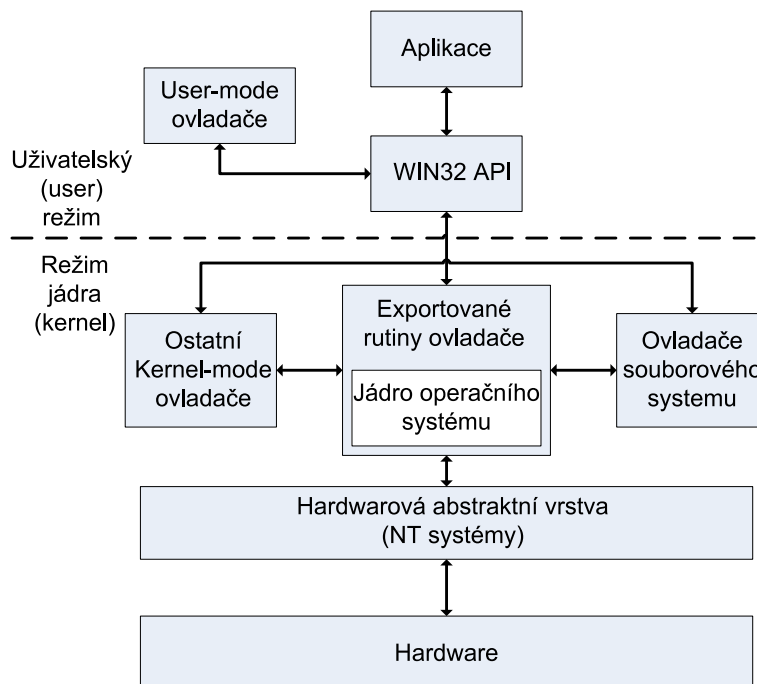 Aplikace
User-mode
ovladače
Uživatelský
(user)
režim
WIN32 API
Režim
jádra
(kernel)
Ostatní
Kernel-mode
ovladače
Exportované
rutiny ovladače
Jádro operačního
systému
Ovladače
souborového
systemu
Hardwarová abstraktní vrstva
(NT systémy)
Hardware